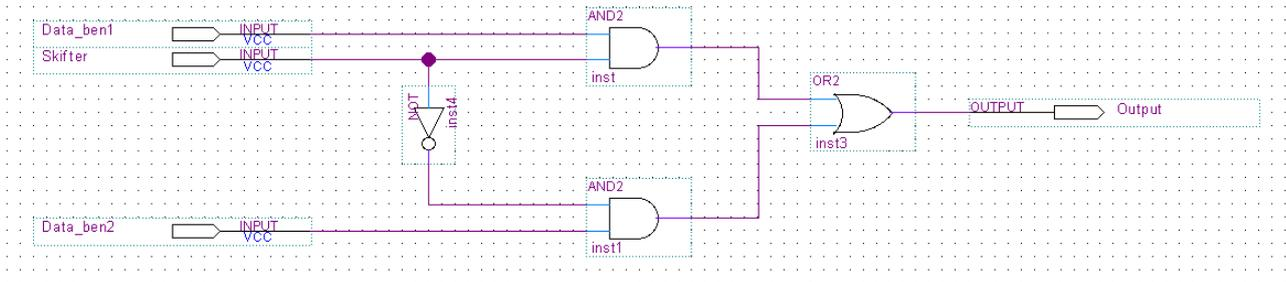 AND2
Data_ben1 INPUT
VCC
Skifter INPUT
VCC
inst
OR2
NOT
inst4
OUTPUT Output
inst3
AND2
Data_ben2 INPUT
VCC
inst1